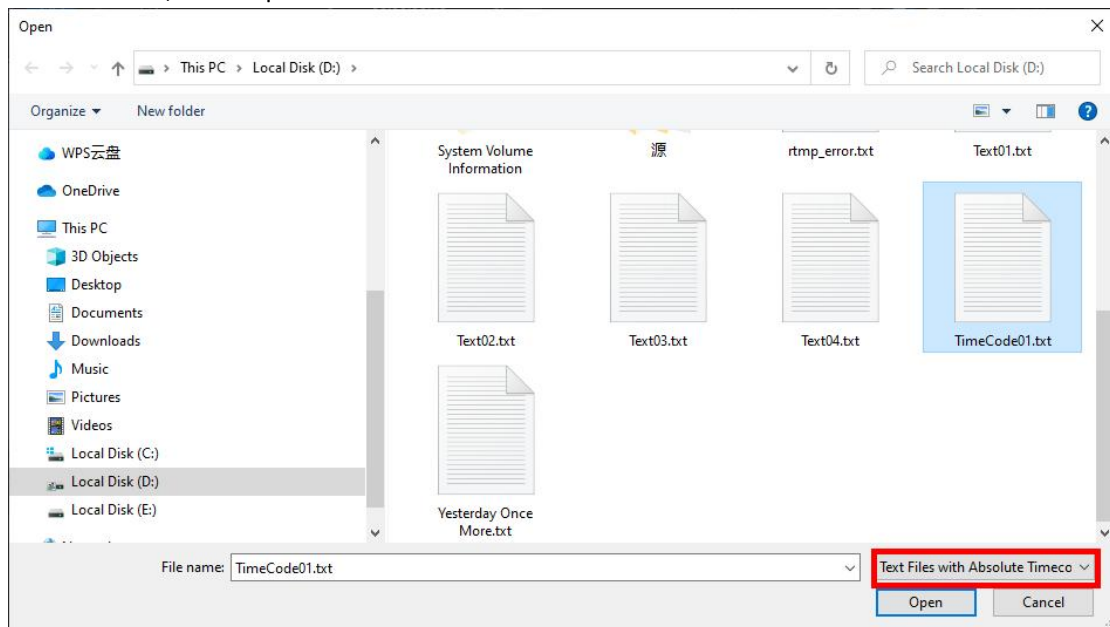 Open
This PC > Local Disk (D:) >
Search Local Disk (D:)
Organize
New folder
WPS云盘
OneDrive
This PC
3D Objects
Desktop
Documents
Downloads
Music
Pictures
Videos
Local Disk (C:)
Local Disk (D:)
Local Disk (E:)
System Volume
Information
源
rtmp_error.txt
Text01.txt
Text02.txt
Text03.txt
Text04.txt
TimeCode01.txt
Yesterday Once
More.txt
File name: TimeCode01.txt
Text Files with Absolute Timeco
Open
Cancel